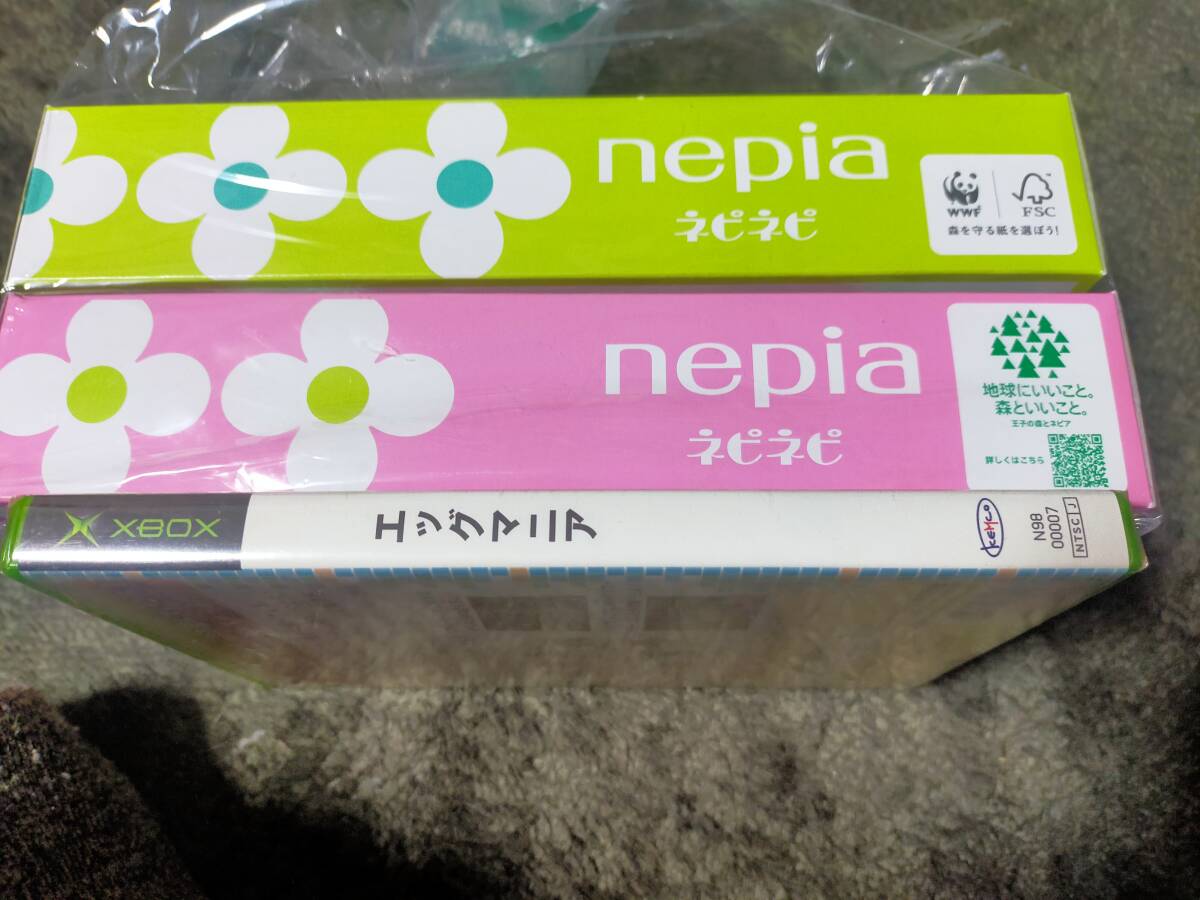 nepia
ネピネピ
WWF
FSC
森を守る紙を選ぼう!
nepia
ネピネピ
地球にいいこと。
森といいこと。
王子の森とネピア
詳しくはこちら
XBOX
エッグマニア
KEMCO
N98
00007
NTSC J